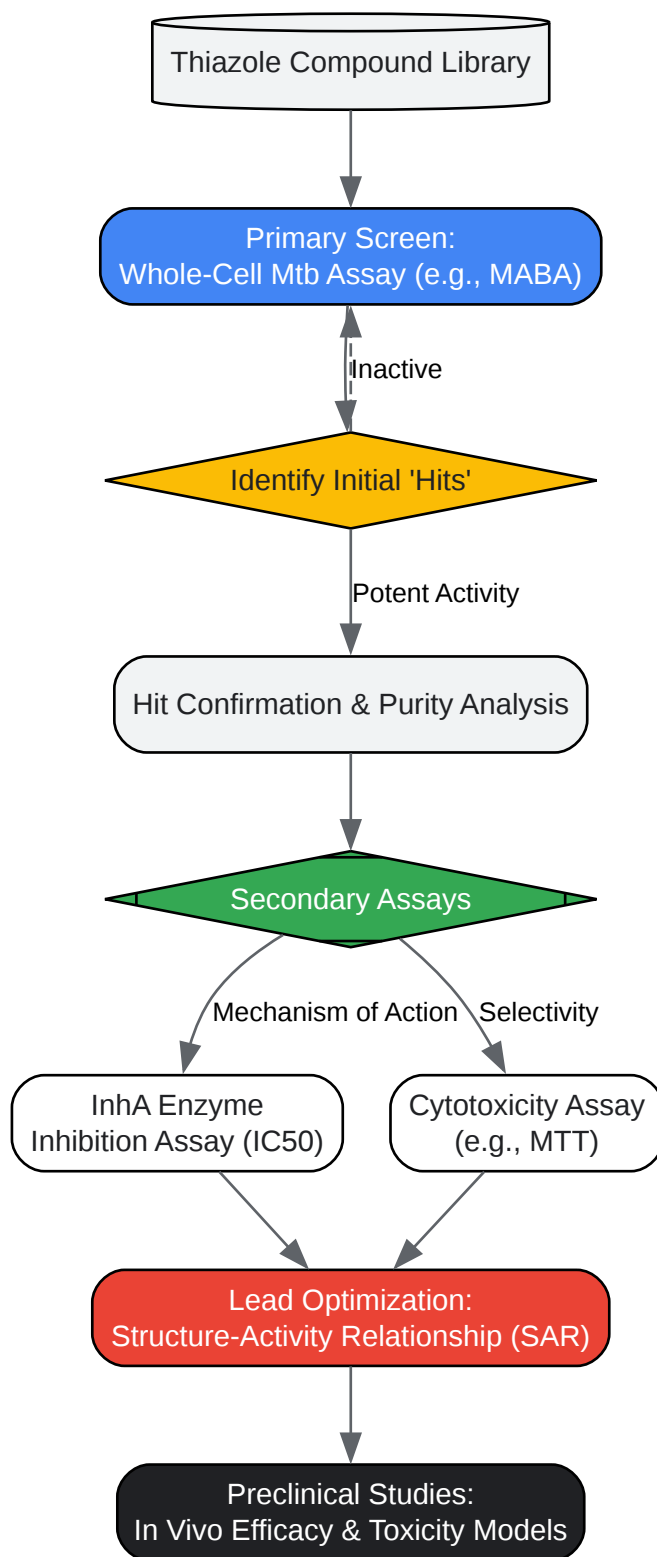 Thiazole Compound Library
Primary Screen:
Whole-Cell Mtb Assay (e.g., MABA)
Inactive
Identify Initial 'Hits'
Potent Activity
Hit Confirmation & Purity Analysis
Secondary Assays
Mechanism of Action
Selectivity
InhA Enzyme
Inhibition Assay (IC50)
Cytotoxicity Assay
(e.g., MTT)
Lead Optimization:
Structure-Activity Relationship (SAR)
Preclinical Studies:
In Vivo Efficacy & Toxicity Models